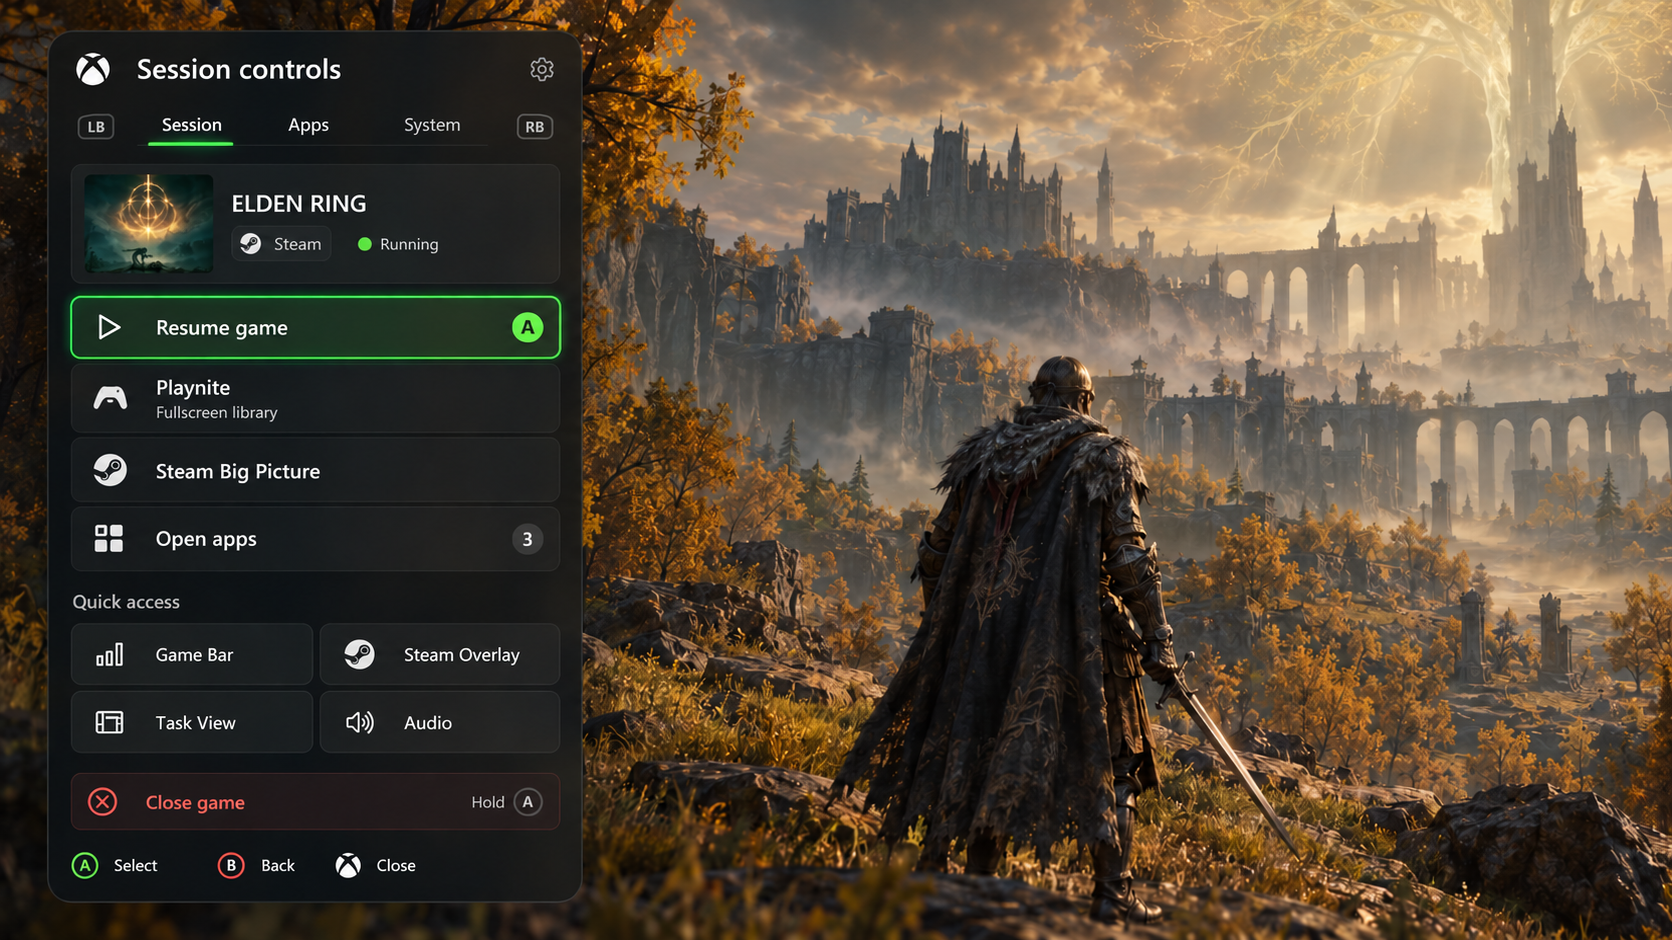 Session controls
LB Session Apps System RB
ELDEN RING
Steam Running
Resume game A
Playnite
Fullscreen library
Steam Big Picture
Open apps 3
Quick access
Game Bar Steam Overlay
Task View Audio
Close game Hold A
A Select B Back Close